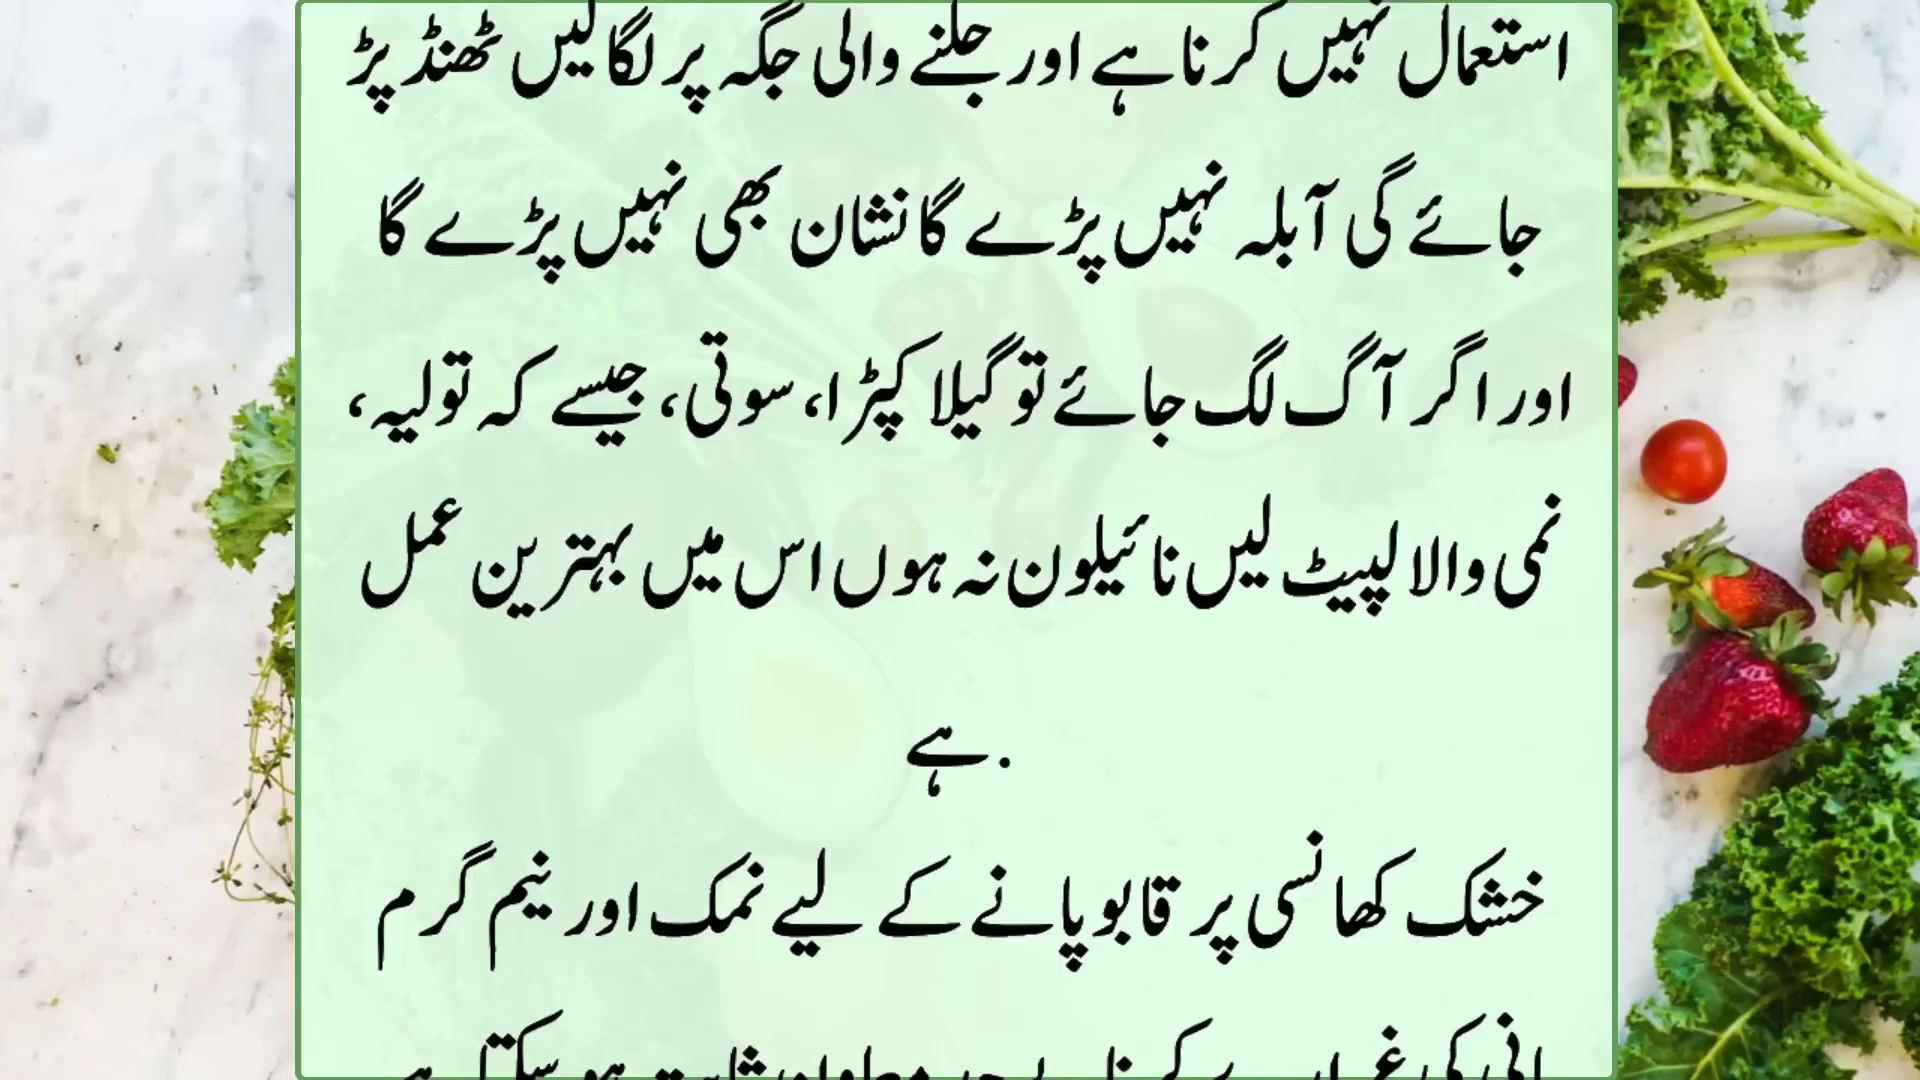 استعمال نہیں کرنا ہے اور جلنے والی جگہ پر لگا لیں ٹھنڈ پڑ
جائے گی آبلہ نہیں پڑے گا نشان بھی نہیں پڑے گا
اور اگر آگ لگ جائے تو گیلا کپڑا، سوتی، جیسے کہ تولیہ،
نمی والا لپیٹ لیں نائیلون نہ ہوں اس میں بہترین عمل
.ہے
خشک کھانسی پر قابو پانے کے لیے نمک اور نیم گرم